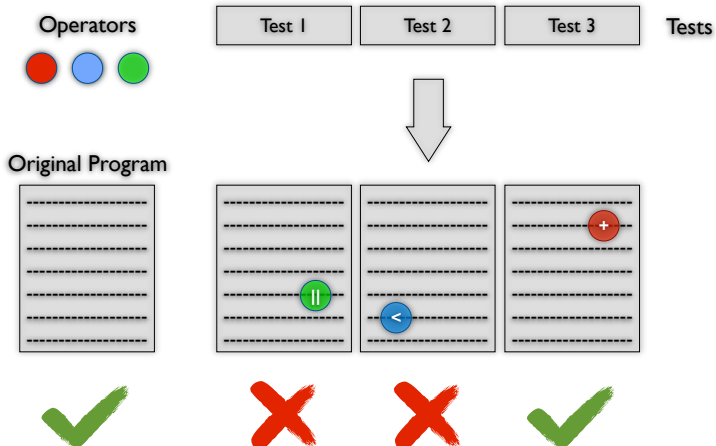 Operators
Test 1
Test 2
Test 3
Tests
Original Program
+
||
<